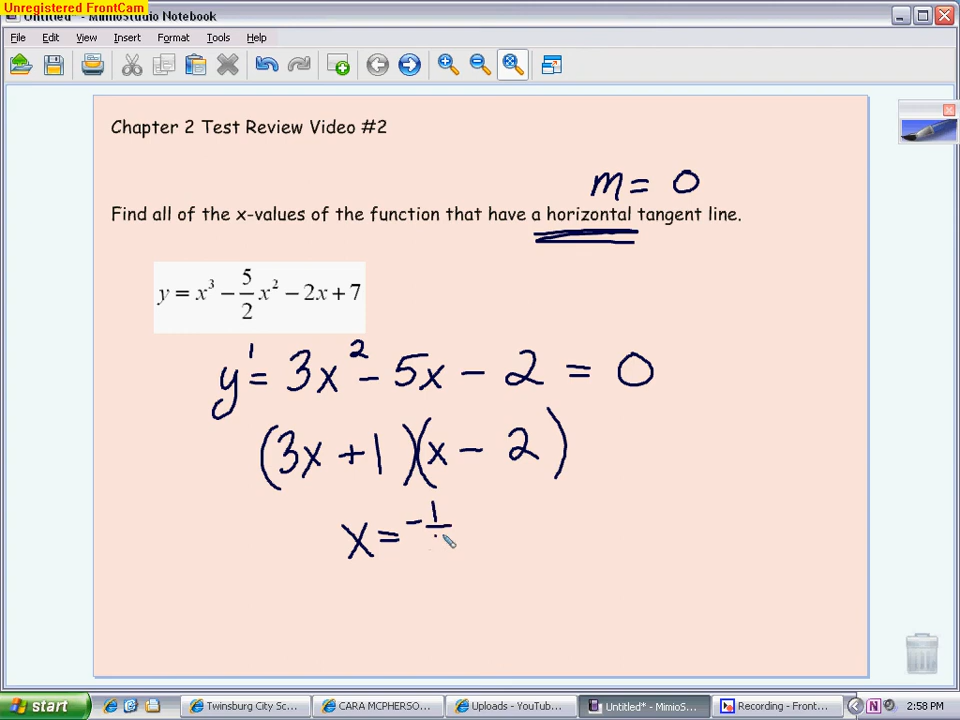 Unregistered FrontCam
Untitled* - MimioStudio Notebook
File Edit View Insert Format Tools Help
Chapter 2 Test Review Video #2
m = 0
Find all of the x-values of the function that have a horizontal tangent line.
y = x³ − 5/2 x² − 2x + 7
y' = 3x² − 5x − 2 = 0
(3x + 1)(x − 2)
x = −1/
start Twinsburg City Sc... CARA MCPHERSO... Uploads - YouTub... Untitled* - MimioS... Recording - Front... 2:58 PM